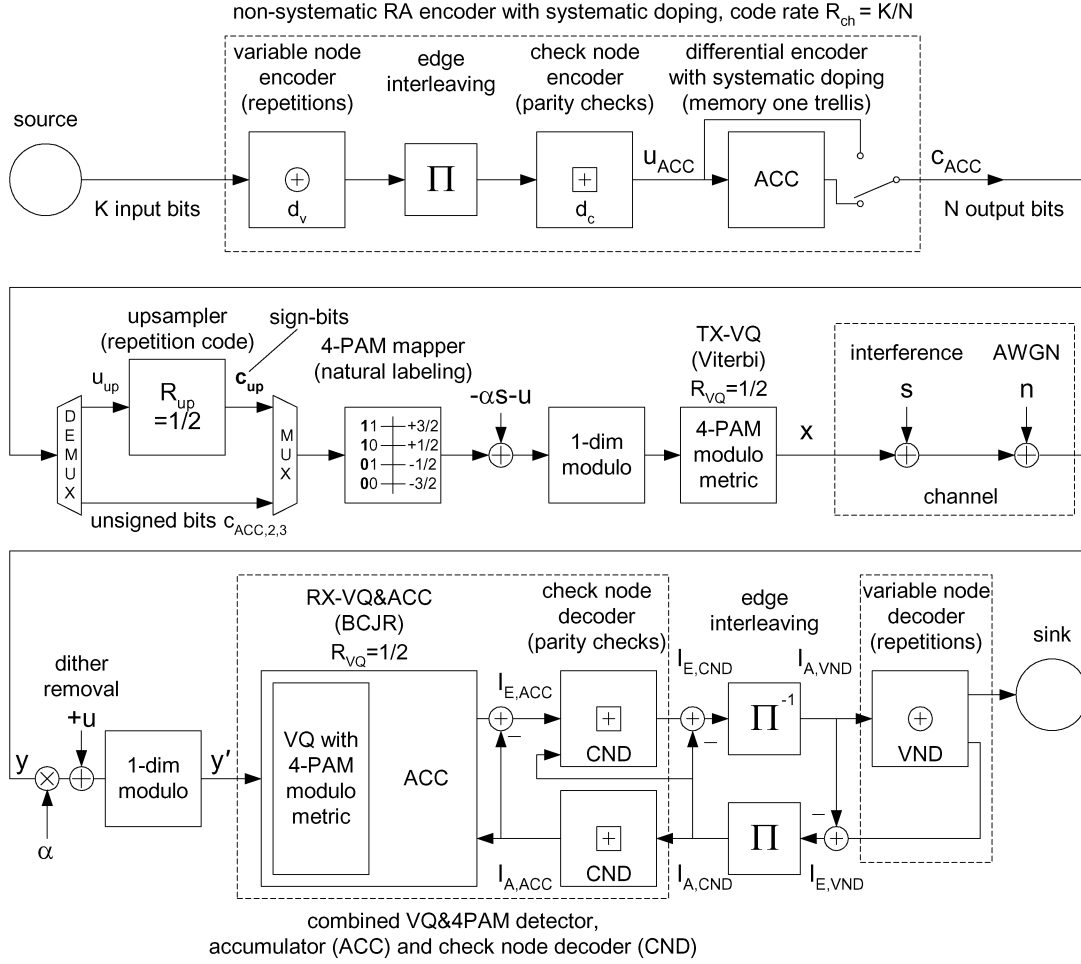 non-systematic RA encoder with systematic doping, code rate R_ch = K/N
variable node
encoder
(repetitions)
edge
interleaving
check node
encoder
(parity checks)
differential encoder
with systematic doping
(memory one trellis)
source
K input bits
+
d_v
Π
+
d_c
u_ACC
ACC
c_ACC
N output bits
upsampler
(repetition code)
sign-bits
u_up
R_up
=1/2
c_up
DEMUX
MUX
unsigned bits c_ACC,2,3
4-PAM mapper
(natural labeling)
11 +3/2
10 +1/2
01 -1/2
00 -3/2
-αs-u
1-dim
modulo
TX-VQ
(Viterbi)
R_VQ=1/2
4-PAM
modulo
metric
x
interference
s
AWGN
n
channel
y
α
dither
removal
+u
1-dim
modulo
y′
RX-VQ&ACC
(BCJR)
R_VQ=1/2
VQ with
4-PAM
modulo
metric
ACC
I_E,ACC
−
I_A,ACC
check node
decoder
(parity checks)
+
CND
+
CND
I_E,CND
−
I_A,CND
edge
interleaving
Π⁻¹
Π
I_A,VND
−
I_E,VND
variable node
decoder
(repetitions)
+
VND
sink
combined VQ&4PAM detector,
accumulator (ACC) and check node decoder (CND)